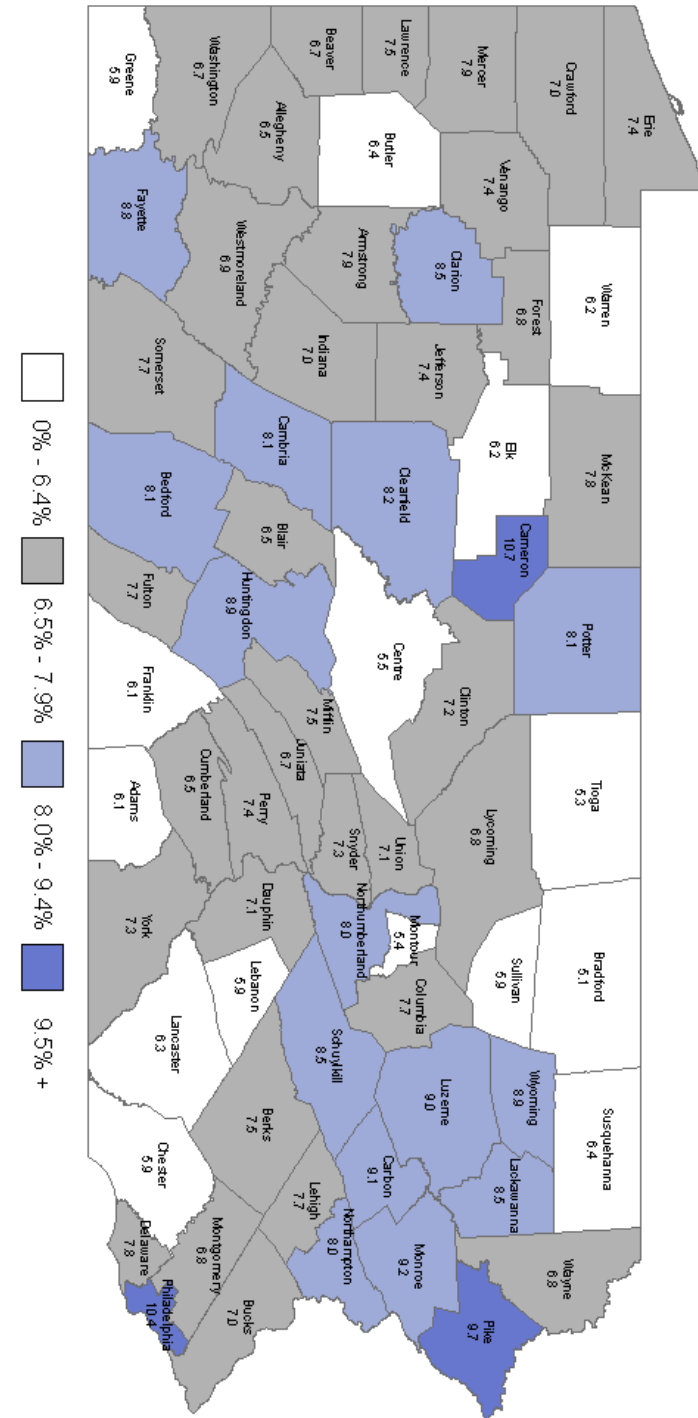 Erie
7.4
Crawford
7.0
Mercer
7.9
Lawrence
7.5
Beaver
6.7
Washington
6.7
Greene
5.9
Allegheny
6.5
Butler
6.4
Venango
7.4
Warren
6.2
Forest
6.8
Clarion
8.5
Armstrong
7.9
Westmoreland
6.9
Fayette
8.8
McKean
7.8
Elk
6.2
Jefferson
7.4
Indiana
7.0
Somerset
7.7
Cambria
8.1
Clearfield
8.2
Cameron
10.7
Potter
8.1
Clinton
7.2
Centre
5.5
Blair
6.5
Bedford
8.1
Huntingdon
8.9
Fulton
7.7
Franklin
6.1
Mifflin
7.5
Juniata
6.7
Perry
7.4
Cumberland
6.5
Adams
6.1
Tioga
5.3
Lycoming
6.8
Union
7.1
Snyder
7.3
Northumberland
8.0
Montour
5.4
Dauphin
7.1
York
7.3
Bradford
5.1
Sullivan
5.9
Columbia
7.7
Lebanon
5.9
Lancaster
6.3
Schuylkill
8.5
Luzerne
9.0
Wyoming
8.9
Susquehanna
6.4
Lackawanna
8.5
Carbon
9.1
Berks
7.5
Chester
5.9
Lehigh
7.7
Northampton
8.0
Monroe
9.2
Wayne
6.8
Pike
9.7
Montgomery
6.8
Bucks
7.0
Delaware
7.8
Philadelphia
10.4
0% - 6.4%
6.5% - 7.9%
8.0% - 9.4%
9.5% +